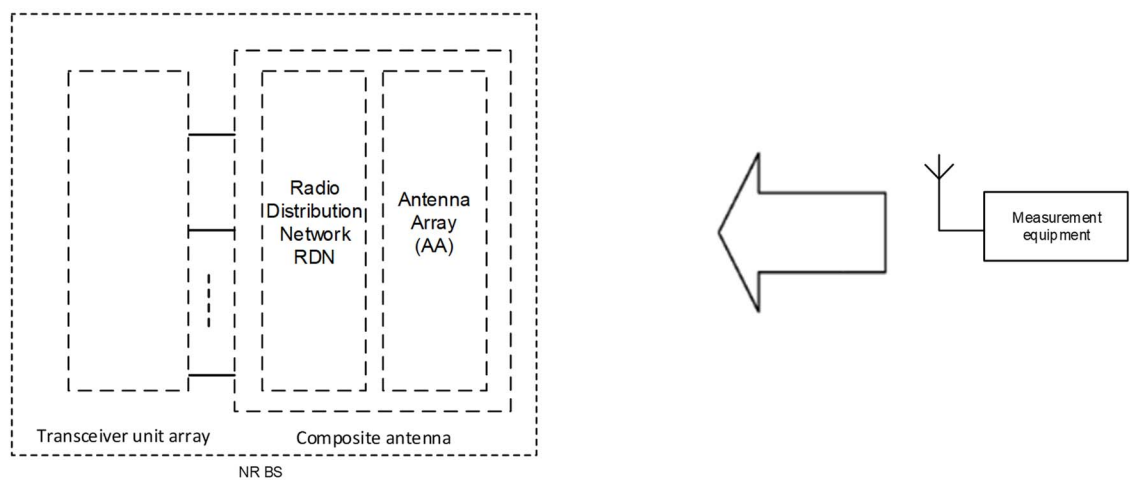 Radio
Distribution
Network
RDN
Antenna
Array
(AA)
Measurement
equipment
Transceiver unit array
Composite antenna
NR BS